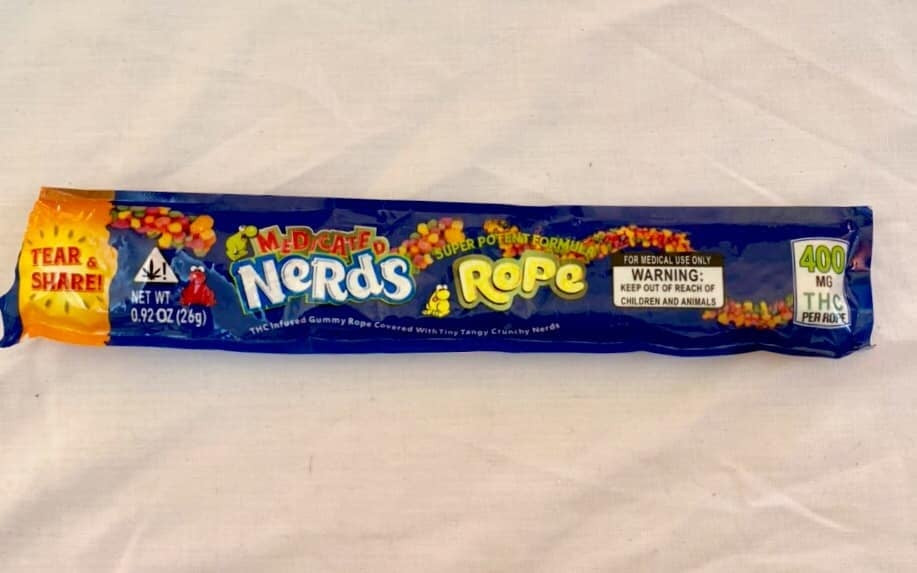 TEAR &
SHARE!
!
NET WT
0.92 OZ (26g)
MEDICATED
NeRds
SUPER POTENT FORMULA
RoPe
THC Infused Gummy Rope Covered With Tiny Tangy Crunchy Nerds
FOR MEDICAL USE ONLY
WARNING:
KEEP OUT OF REACH OF
CHILDREN AND ANIMALS
400
MG
THC
PER ROPE